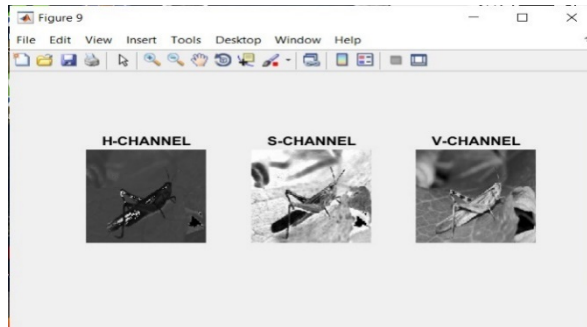 Figure 9
File Edit View Insert Tools Desktop Window Help
H-CHANNEL S-CHANNEL V-CHANNEL